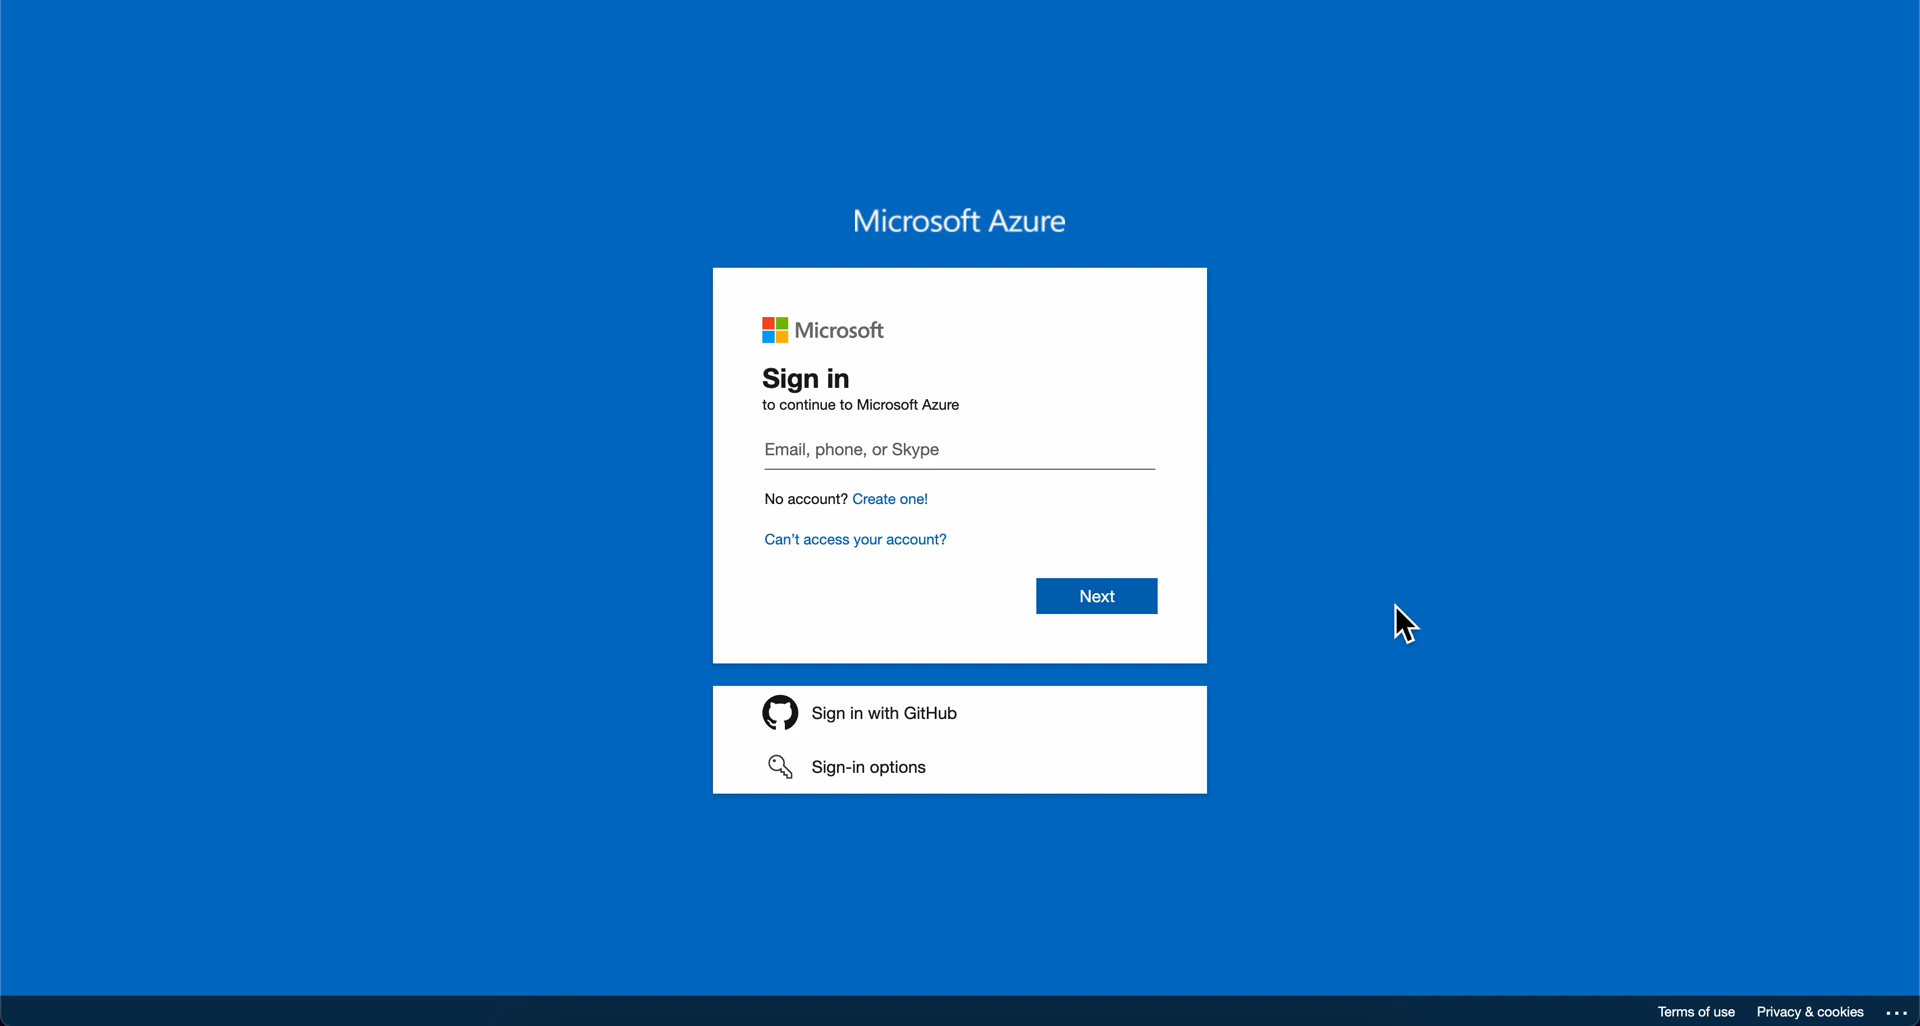 Microsoft Azure
Microsoft
Sign in
to continue to Microsoft Azure
Email, phone, or Skype
No account? Create one!
Can't access your account?
Next
Sign in with GitHub
Sign-in options
Terms of use Privacy & cookies ...